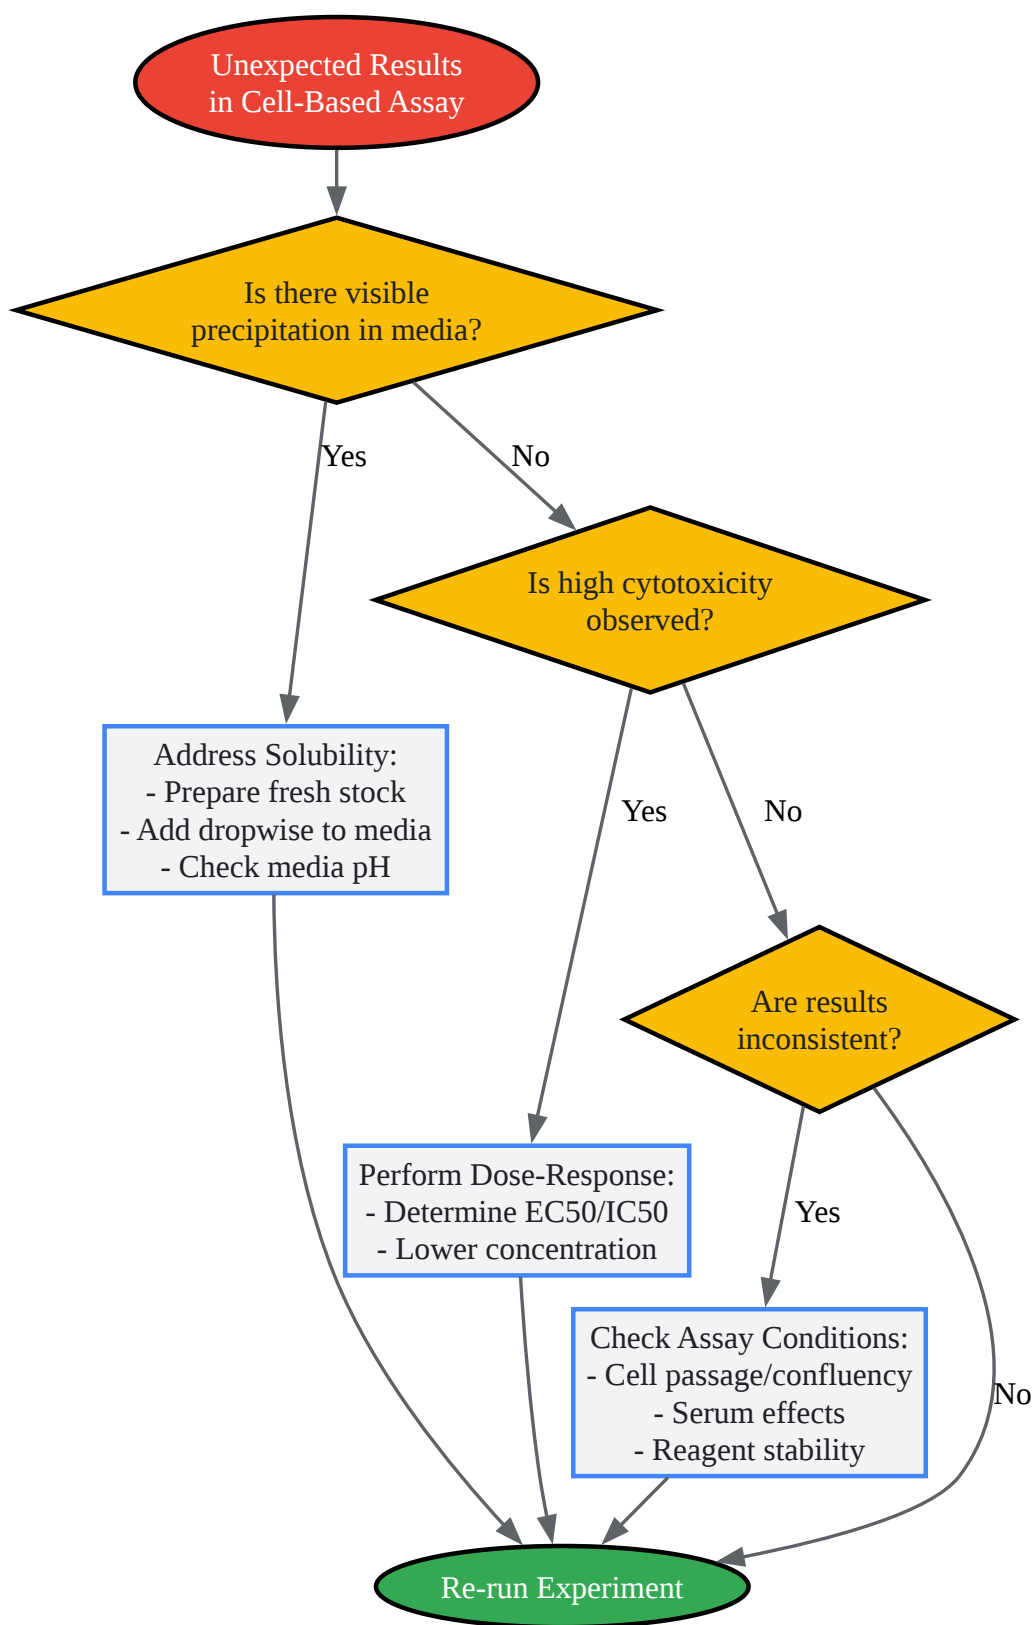 Unexpected Results
in Cell-Based Assay
Is there visible
precipitation in media?
Yes
No
Is high cytotoxicity
observed?
Address Solubility:
- Prepare fresh stock
- Add dropwise to media
- Check media pH
Yes
No
Are results
inconsistent?
Perform Dose-Response:
- Determine EC50/IC50
- Lower concentration
Yes
Check Assay Conditions:
- Cell passage/confluency
- Serum effects
- Reagent stability
No
Re-run Experiment